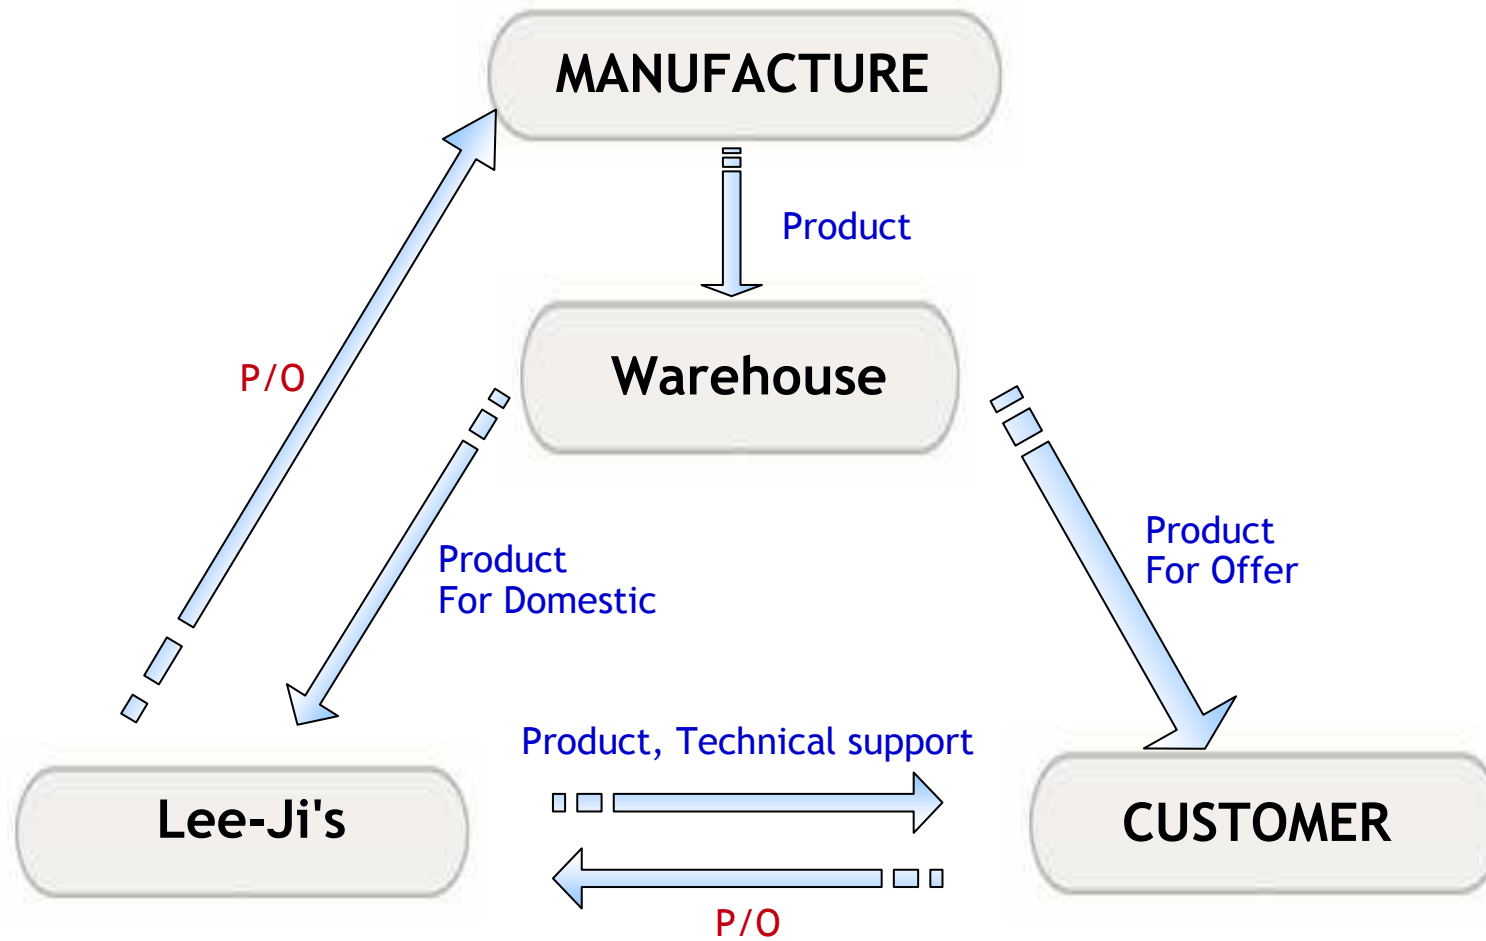 MANUFACTURE
Product
Warehouse
P/O
Product
For Domestic
Product
For Offer
Product, Technical support
Lee-Ji's
CUSTOMER
P/O